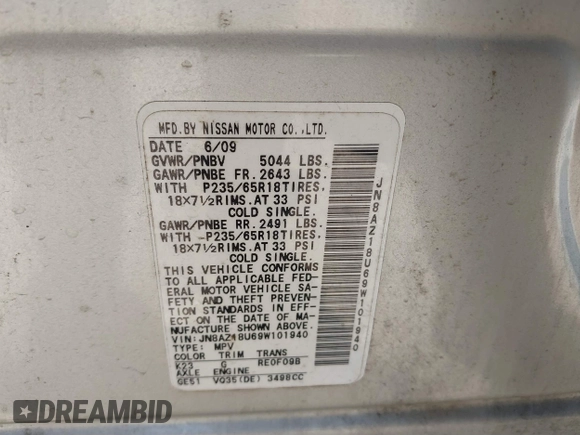 MFD.BY NISSAN MOTOR CO.,LTD.
DATE 6/09
GVWR/PNBV 5044 LBS.
GAWR/PNBE FR. 2643 LBS.
WITH P235/65R18TIRES,
18×7½RIMS.AT 33 PSI
COLD SINGLE.
GAWR/PNBE RR. 2491 LBS.
WITH P235/65R18TIRES,
18×7½RIMS.AT 33 PSI
COLD SINGLE.
THIS VEHICLE CONFORMS
TO ALL APPLICABLE FED-
ERAL MOTOR VEHICLE SA-
FETY AND THEFT PREVEN-
TION STANDARDS IN EFF-
ECT ON THE DATE OF MA-
NUFACTURE SHOWN ABOVE.
VIN: JN8AZ18U69W101940
TYPE: MPV
COLOR TRIM TRANS
K23 G RE0F09B
AXLE ENGINE
GE51 VQ35(DE) 3498CC
JN8AZ18U69W101940
DREAMBID